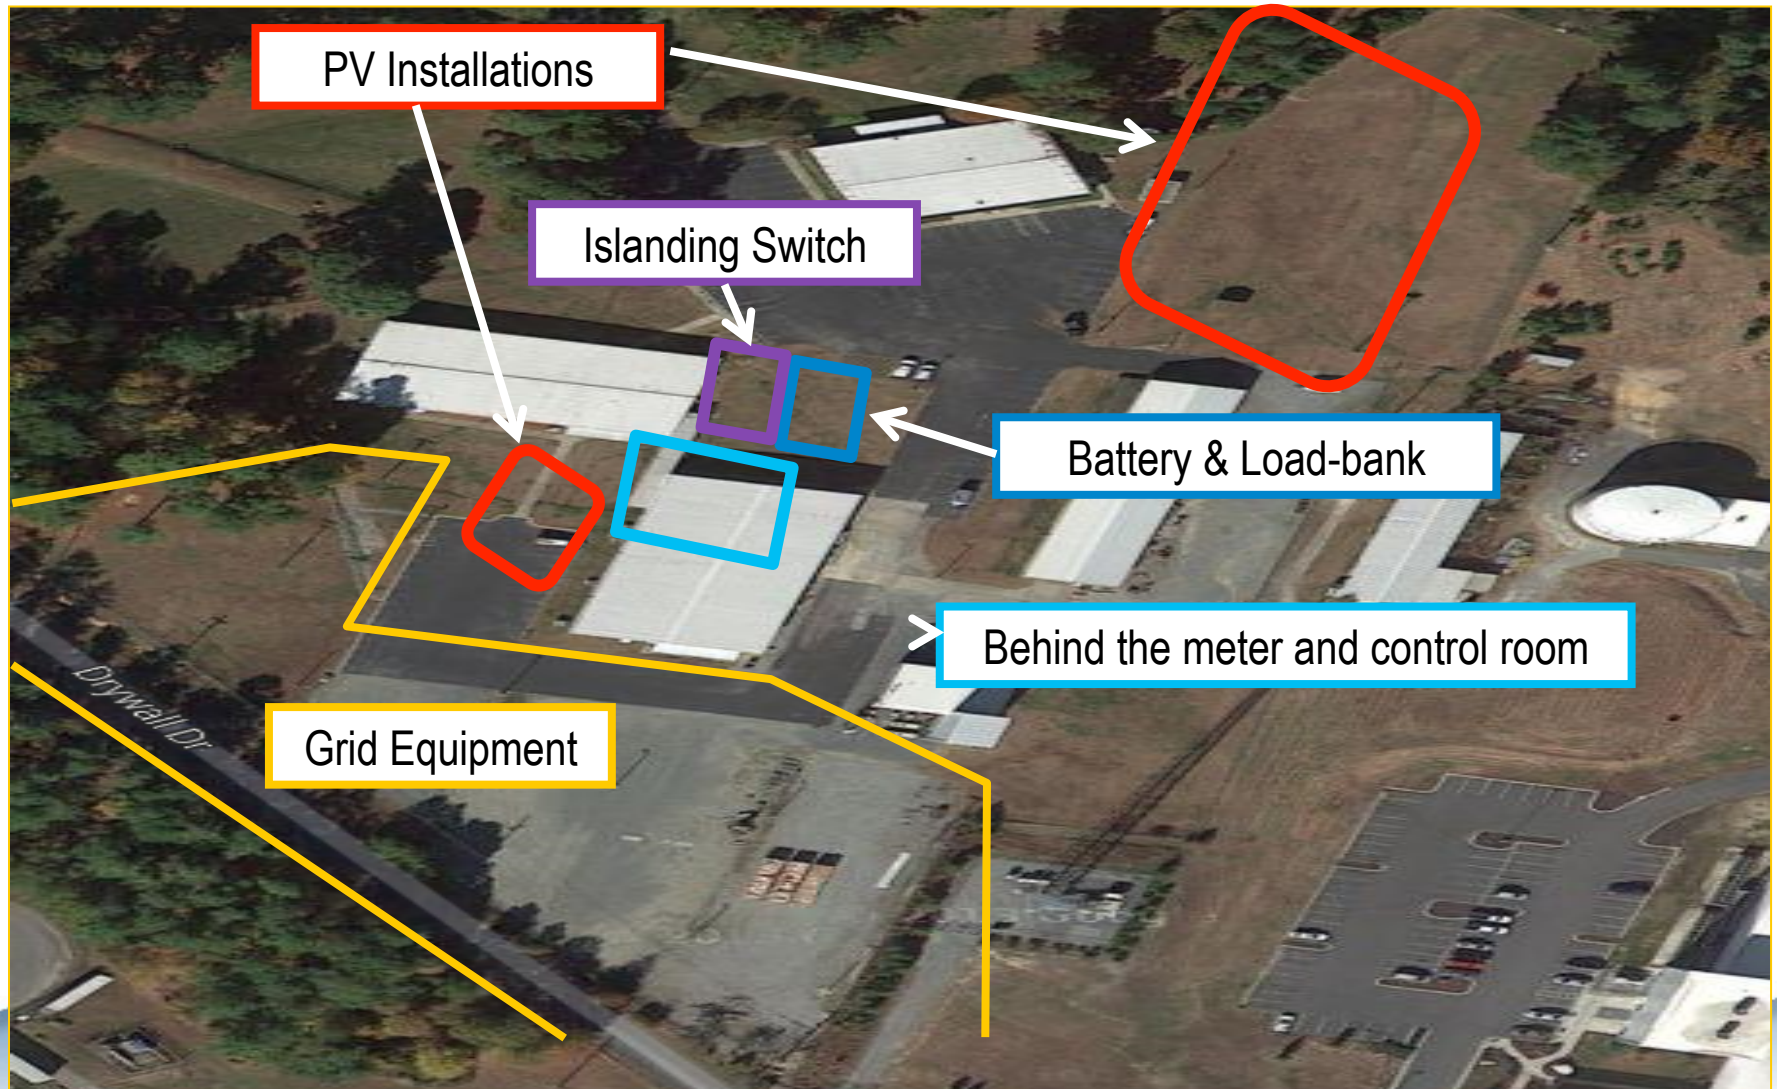 PV Installations
Islanding Switch
Battery & Load-bank
Behind the meter and control room
Drywall Dr
Grid Equipment